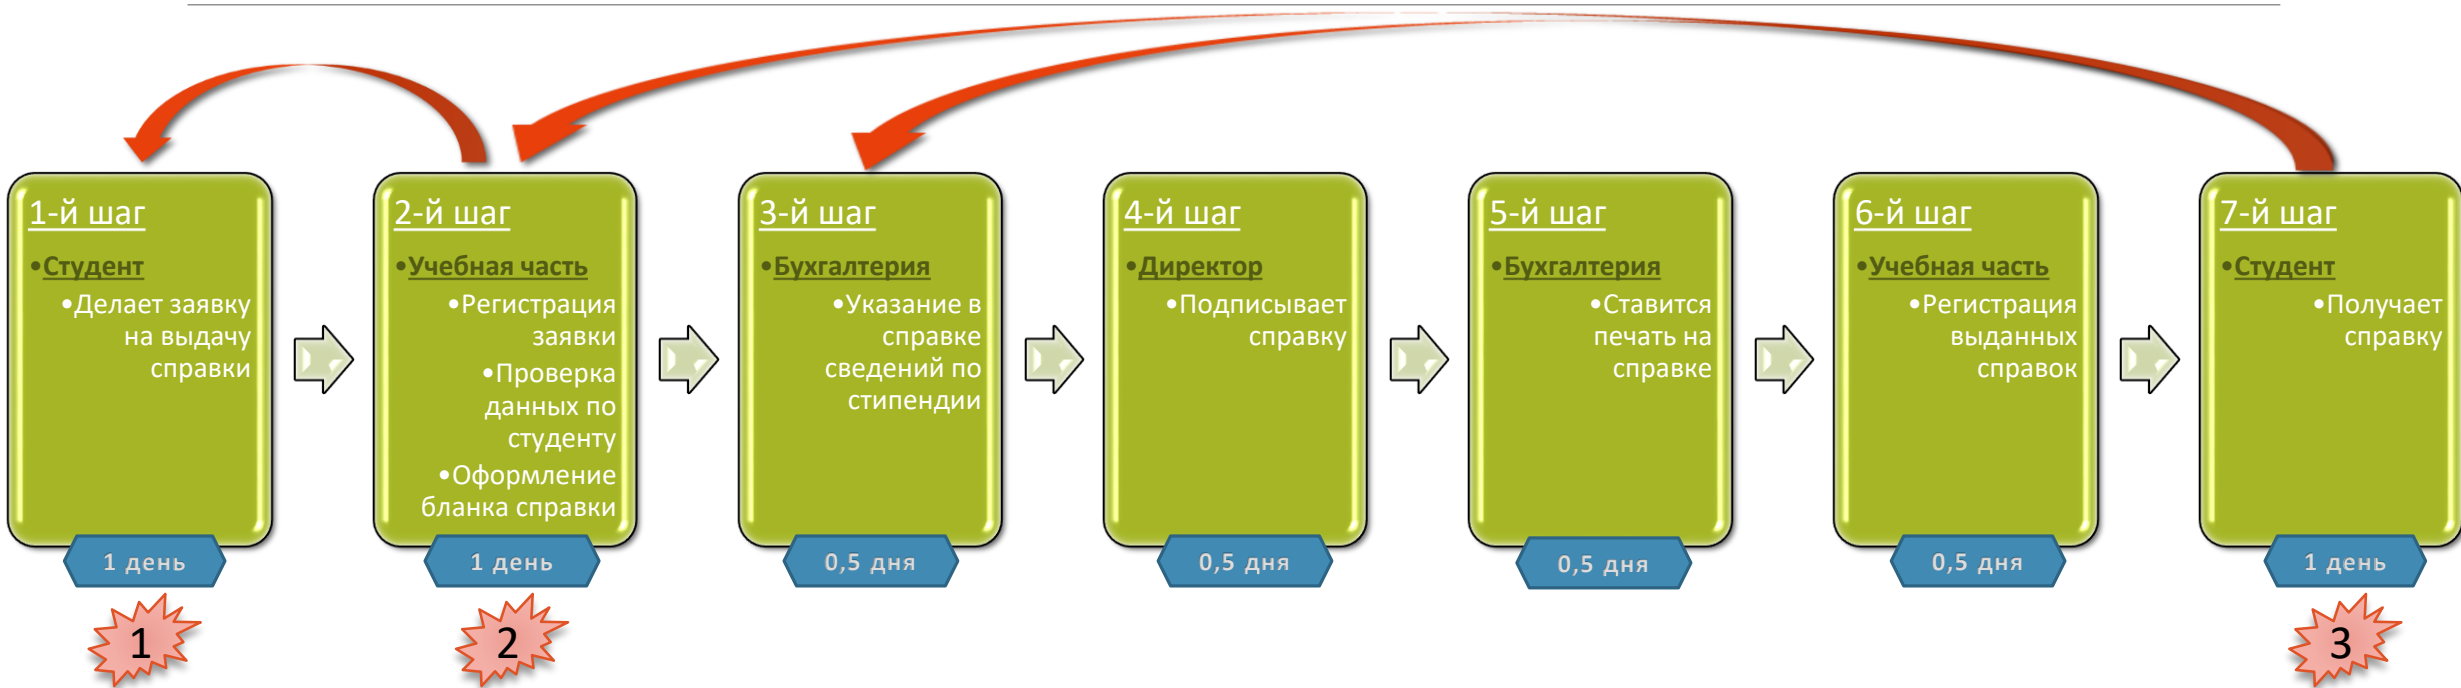 1-й шаг
•Студент
•Делает заявку
на выдачу
справки
1 день
1
2-й шаг
•Учебная часть
•Регистрация
заявки
•Проверка
данных по
студенту
•Оформление
бланка справки
1 день
2
3-й шаг
•Бухгалтерия
•Указание в
справке
сведений по
стипендии
0,5 дня
4-й шаг
•Директор
•Подписывает
справку
0,5 дня
5-й шаг
•Бухгалтерия
•Ставится
печать на
справке
0,5 дня
6-й шаг
•Учебная часть
•Регистрация
выданных
справок
0,5 дня
7-й шаг
•Студент
•Получает
справку
1 день
3